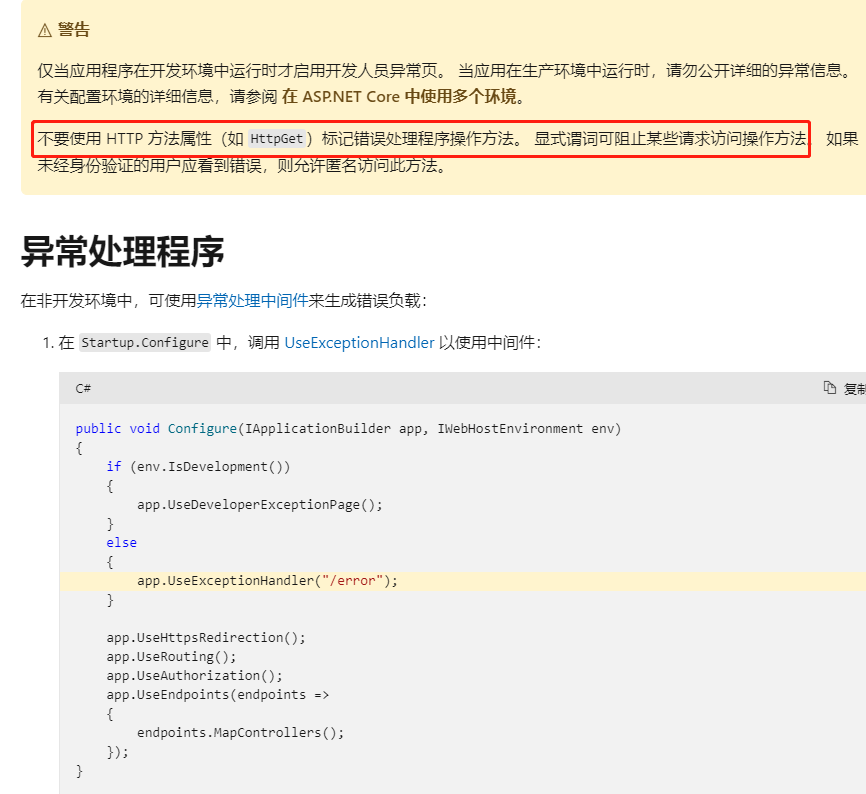 ⚠ 警告
仅当应用程序在开发环境中运行时才启用开发人员异常页。 当应用在生产环境中运行时，请勿公开详细的异常信息。
有关配置环境的详细信息，请参阅 在 ASP.NET Core 中使用多个环境。
不要使用 HTTP 方法属性（如 HttpGet ）标记错误处理程序操作方法。 显式谓词可阻止某些请求访问操作方法。 如果
未经身份验证的用户应看到错误，则允许匿名访问此方法。
异常处理程序
在非开发环境中，可使用异常处理中间件来生成错误负载：
1. 在 Startup.Configure 中，调用 UseExceptionHandler 以使用中间件：
C# 复制
public void Configure(IApplicationBuilder app, IWebHostEnvironment env)
{
    if (env.IsDevelopment())
    {
        app.UseDeveloperExceptionPage();
    }
    else
    {
        app.UseExceptionHandler("/error");
    }
    app.UseHttpsRedirection();
    app.UseRouting();
    app.UseAuthorization();
    app.UseEndpoints(endpoints =>
    {
        endpoints.MapControllers();
    });
}